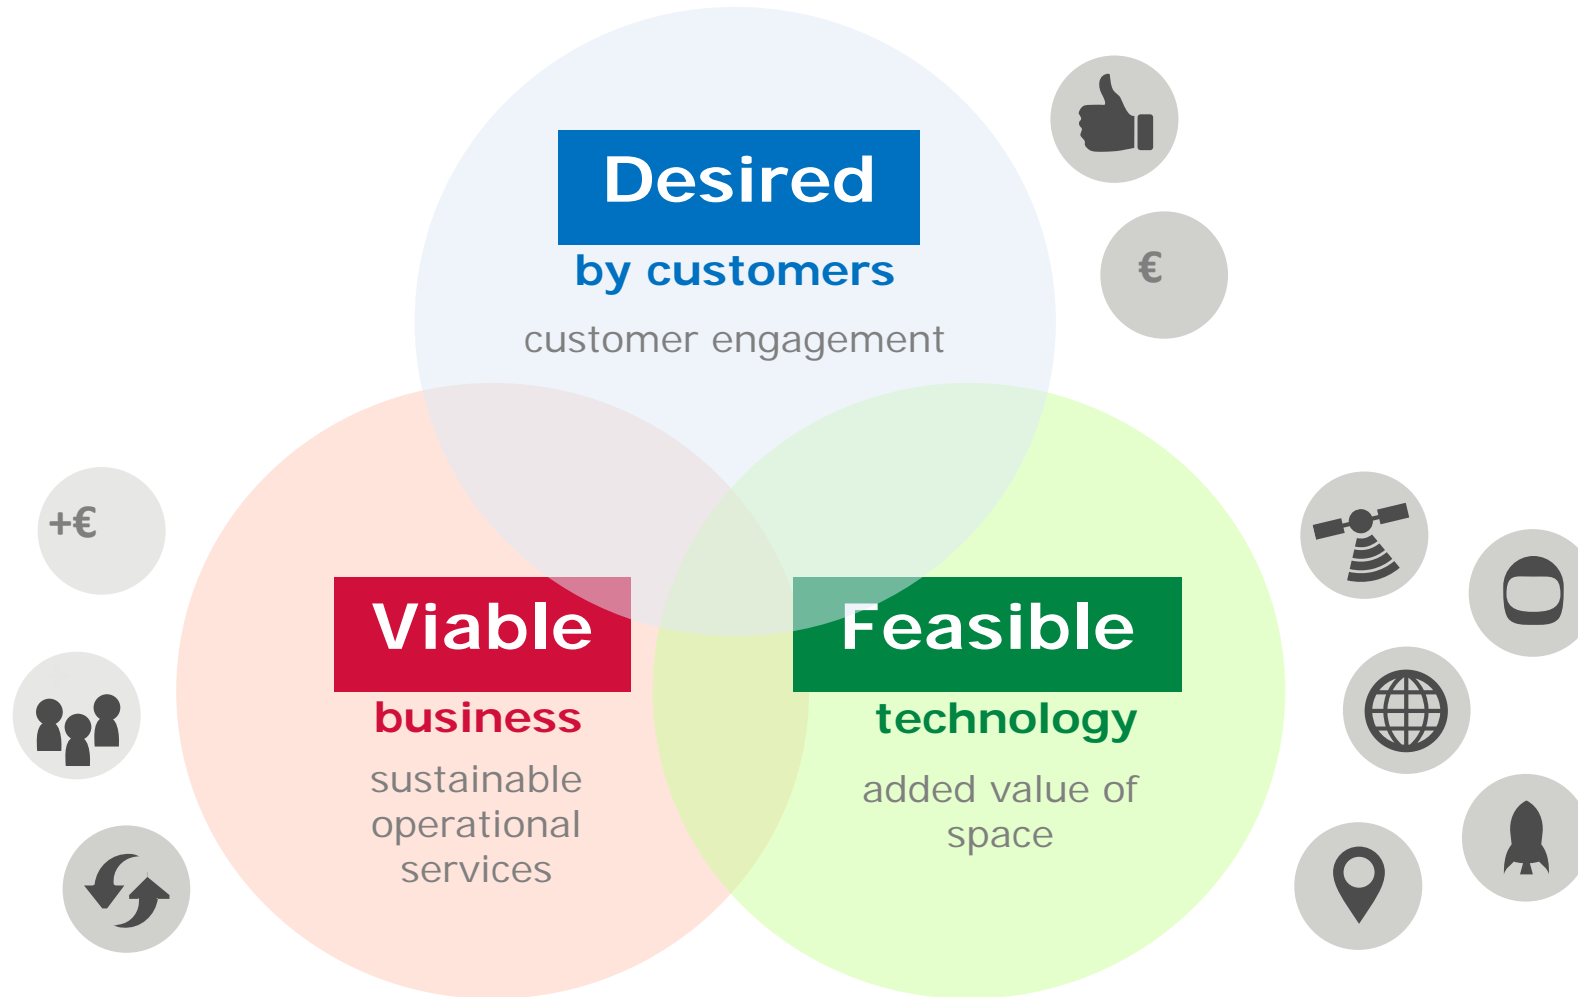 Desired
by customers
customer engagement
€
+€
Viable
business
sustainable
operational
services
Feasible
technology
added value of
space